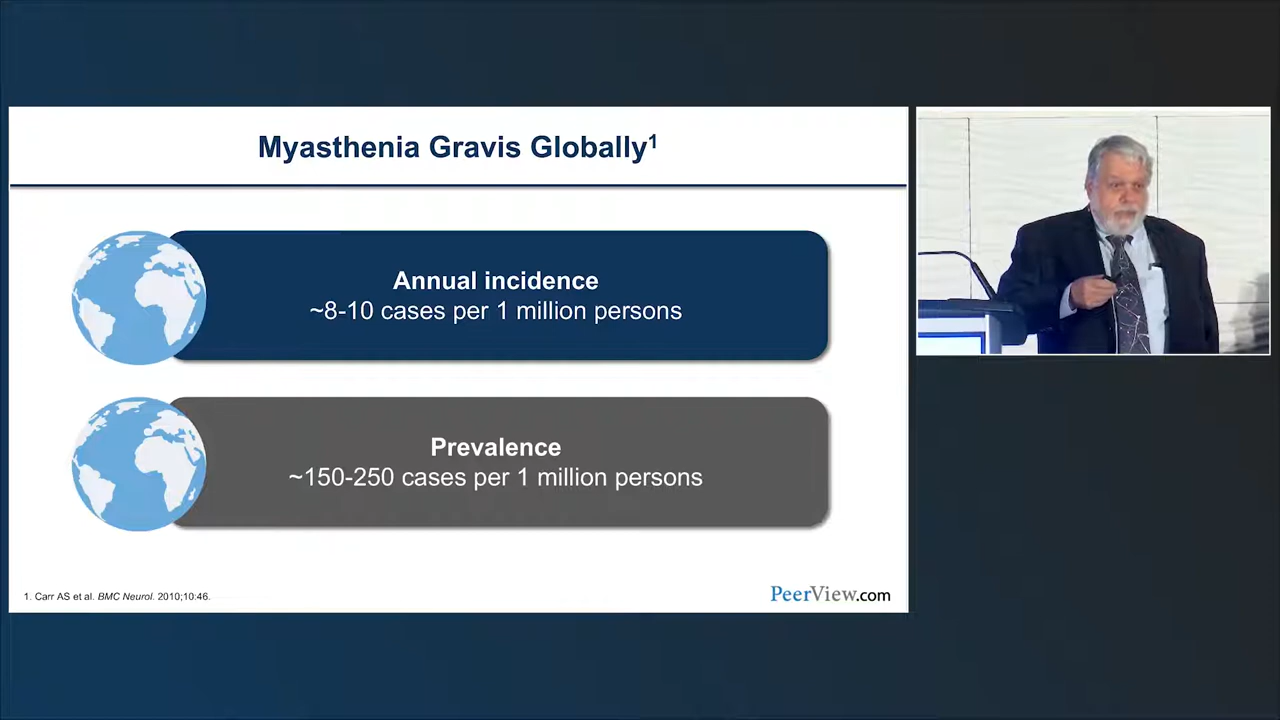 Myasthenia Gravis Globally¹
Annual incidence
~8-10 cases per 1 million persons
Prevalence
~150-250 cases per 1 million persons
1. Carr AS et al. BMC Neurol. 2010;10:46.
PeerView.com